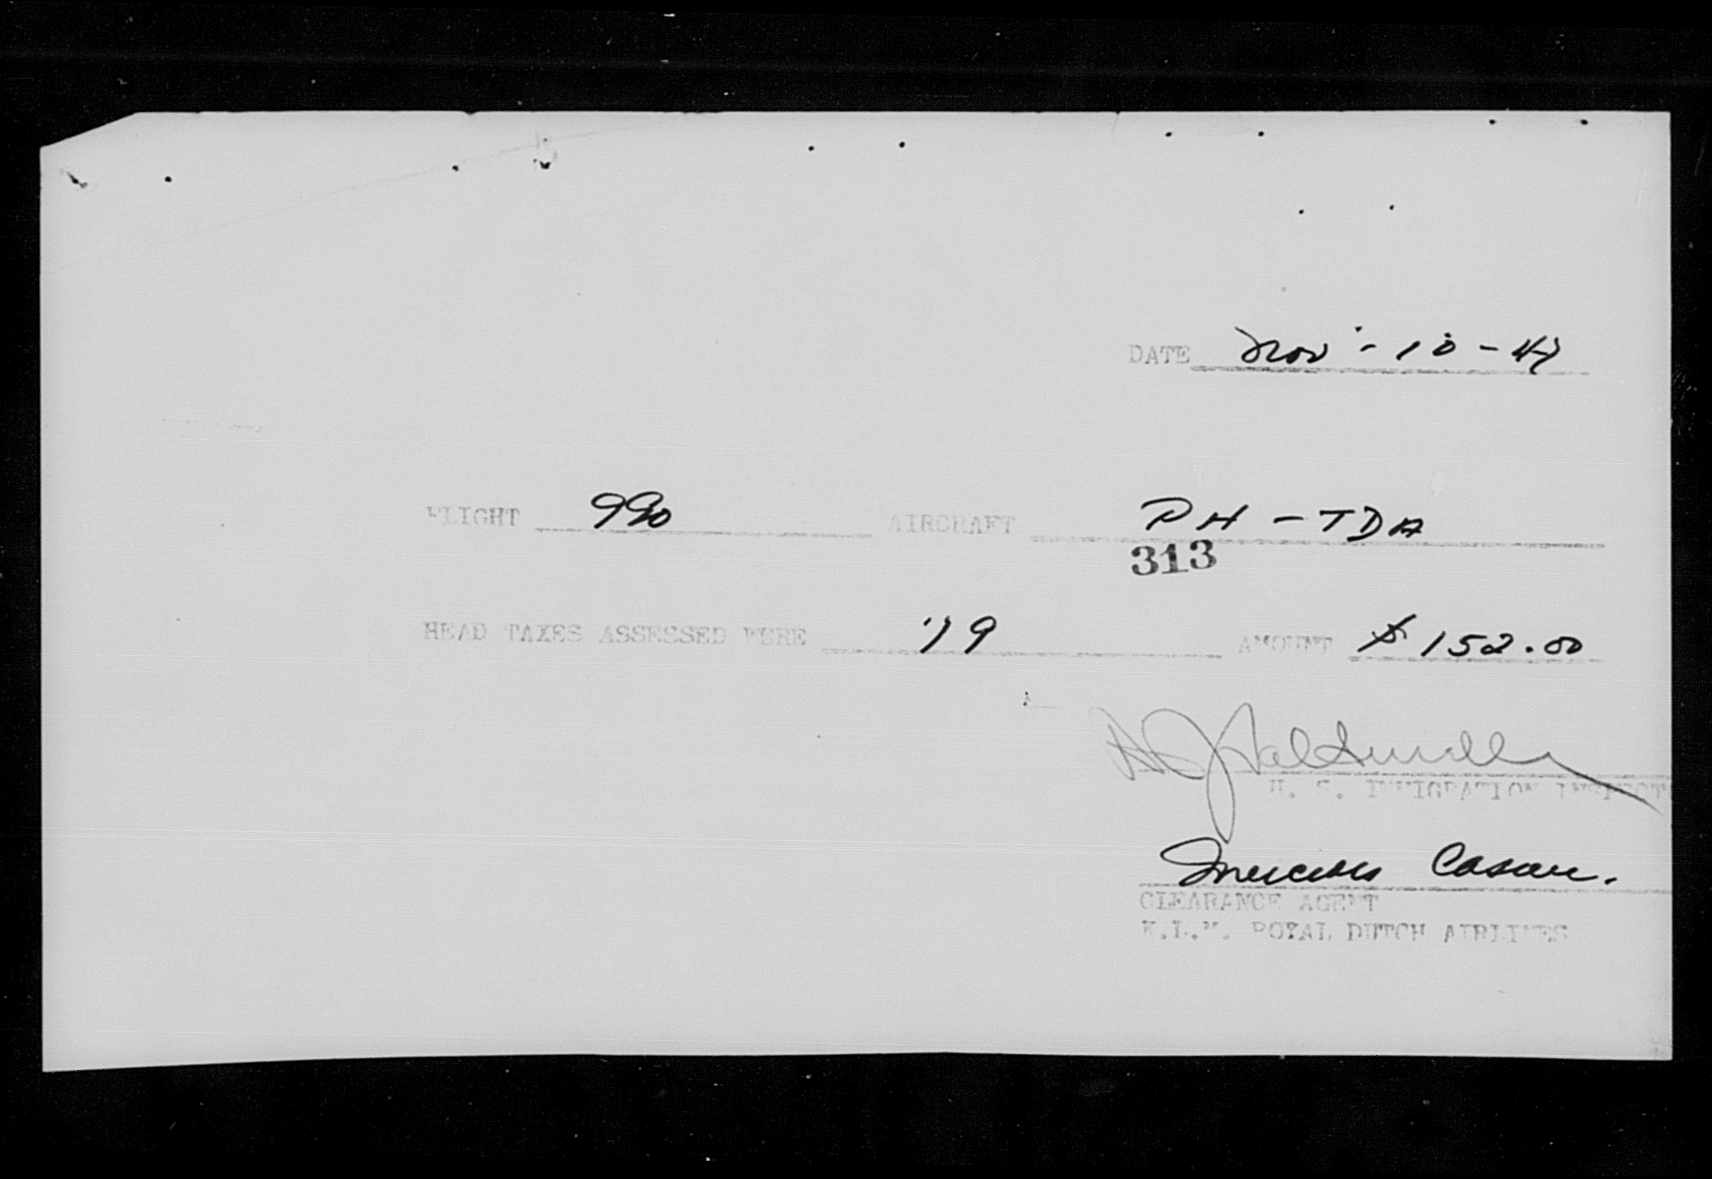 DATE Nov - 10 - 47
FLIGHT 990 AIRCRAFT PH - TDA
313
HEAD TAXES ASSESSED WERE 19 AMOUNT $ 152.00
U. S. IMMIGRATION INSPECT
CLEARANCE AGENT
K.L.M. ROYAL DUTCH AIRLINES